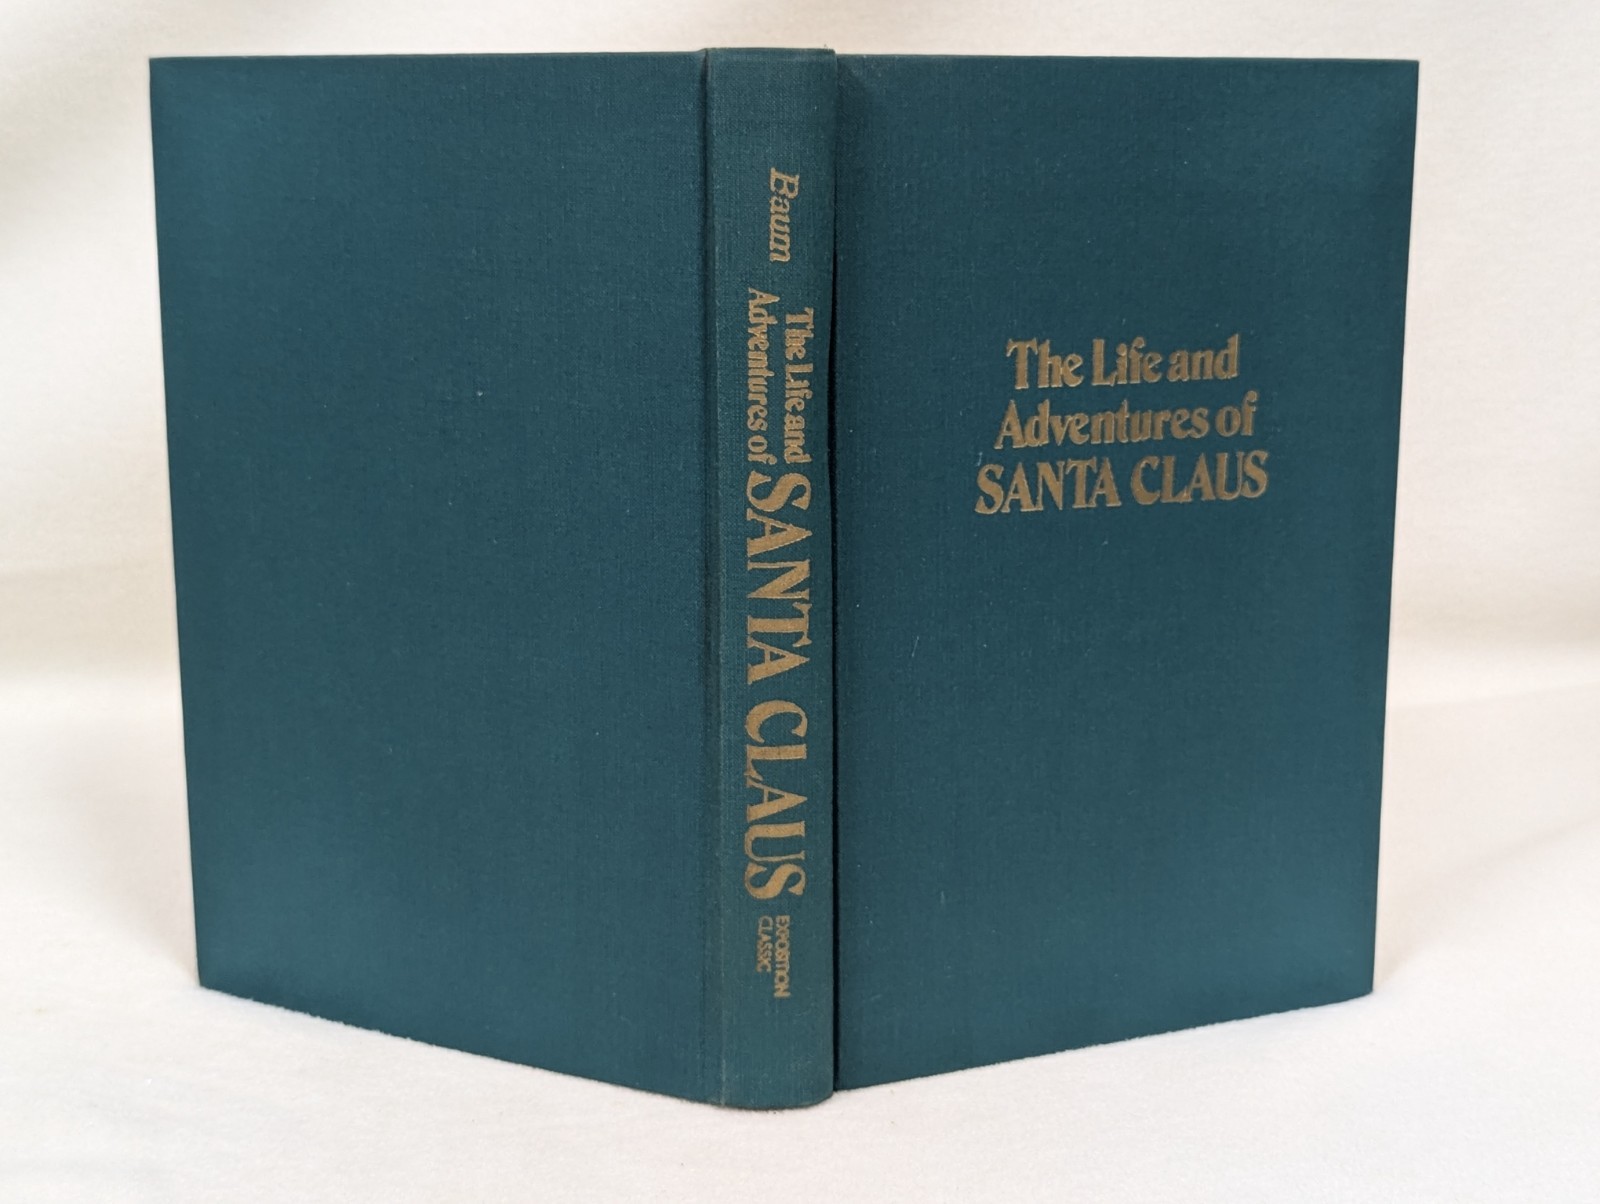 Baum
The Life and
Adventures of
SANTA CLAUS
EXPOSITION
CLASSIC
The Life and
Adventures of
SANTA CLAUS